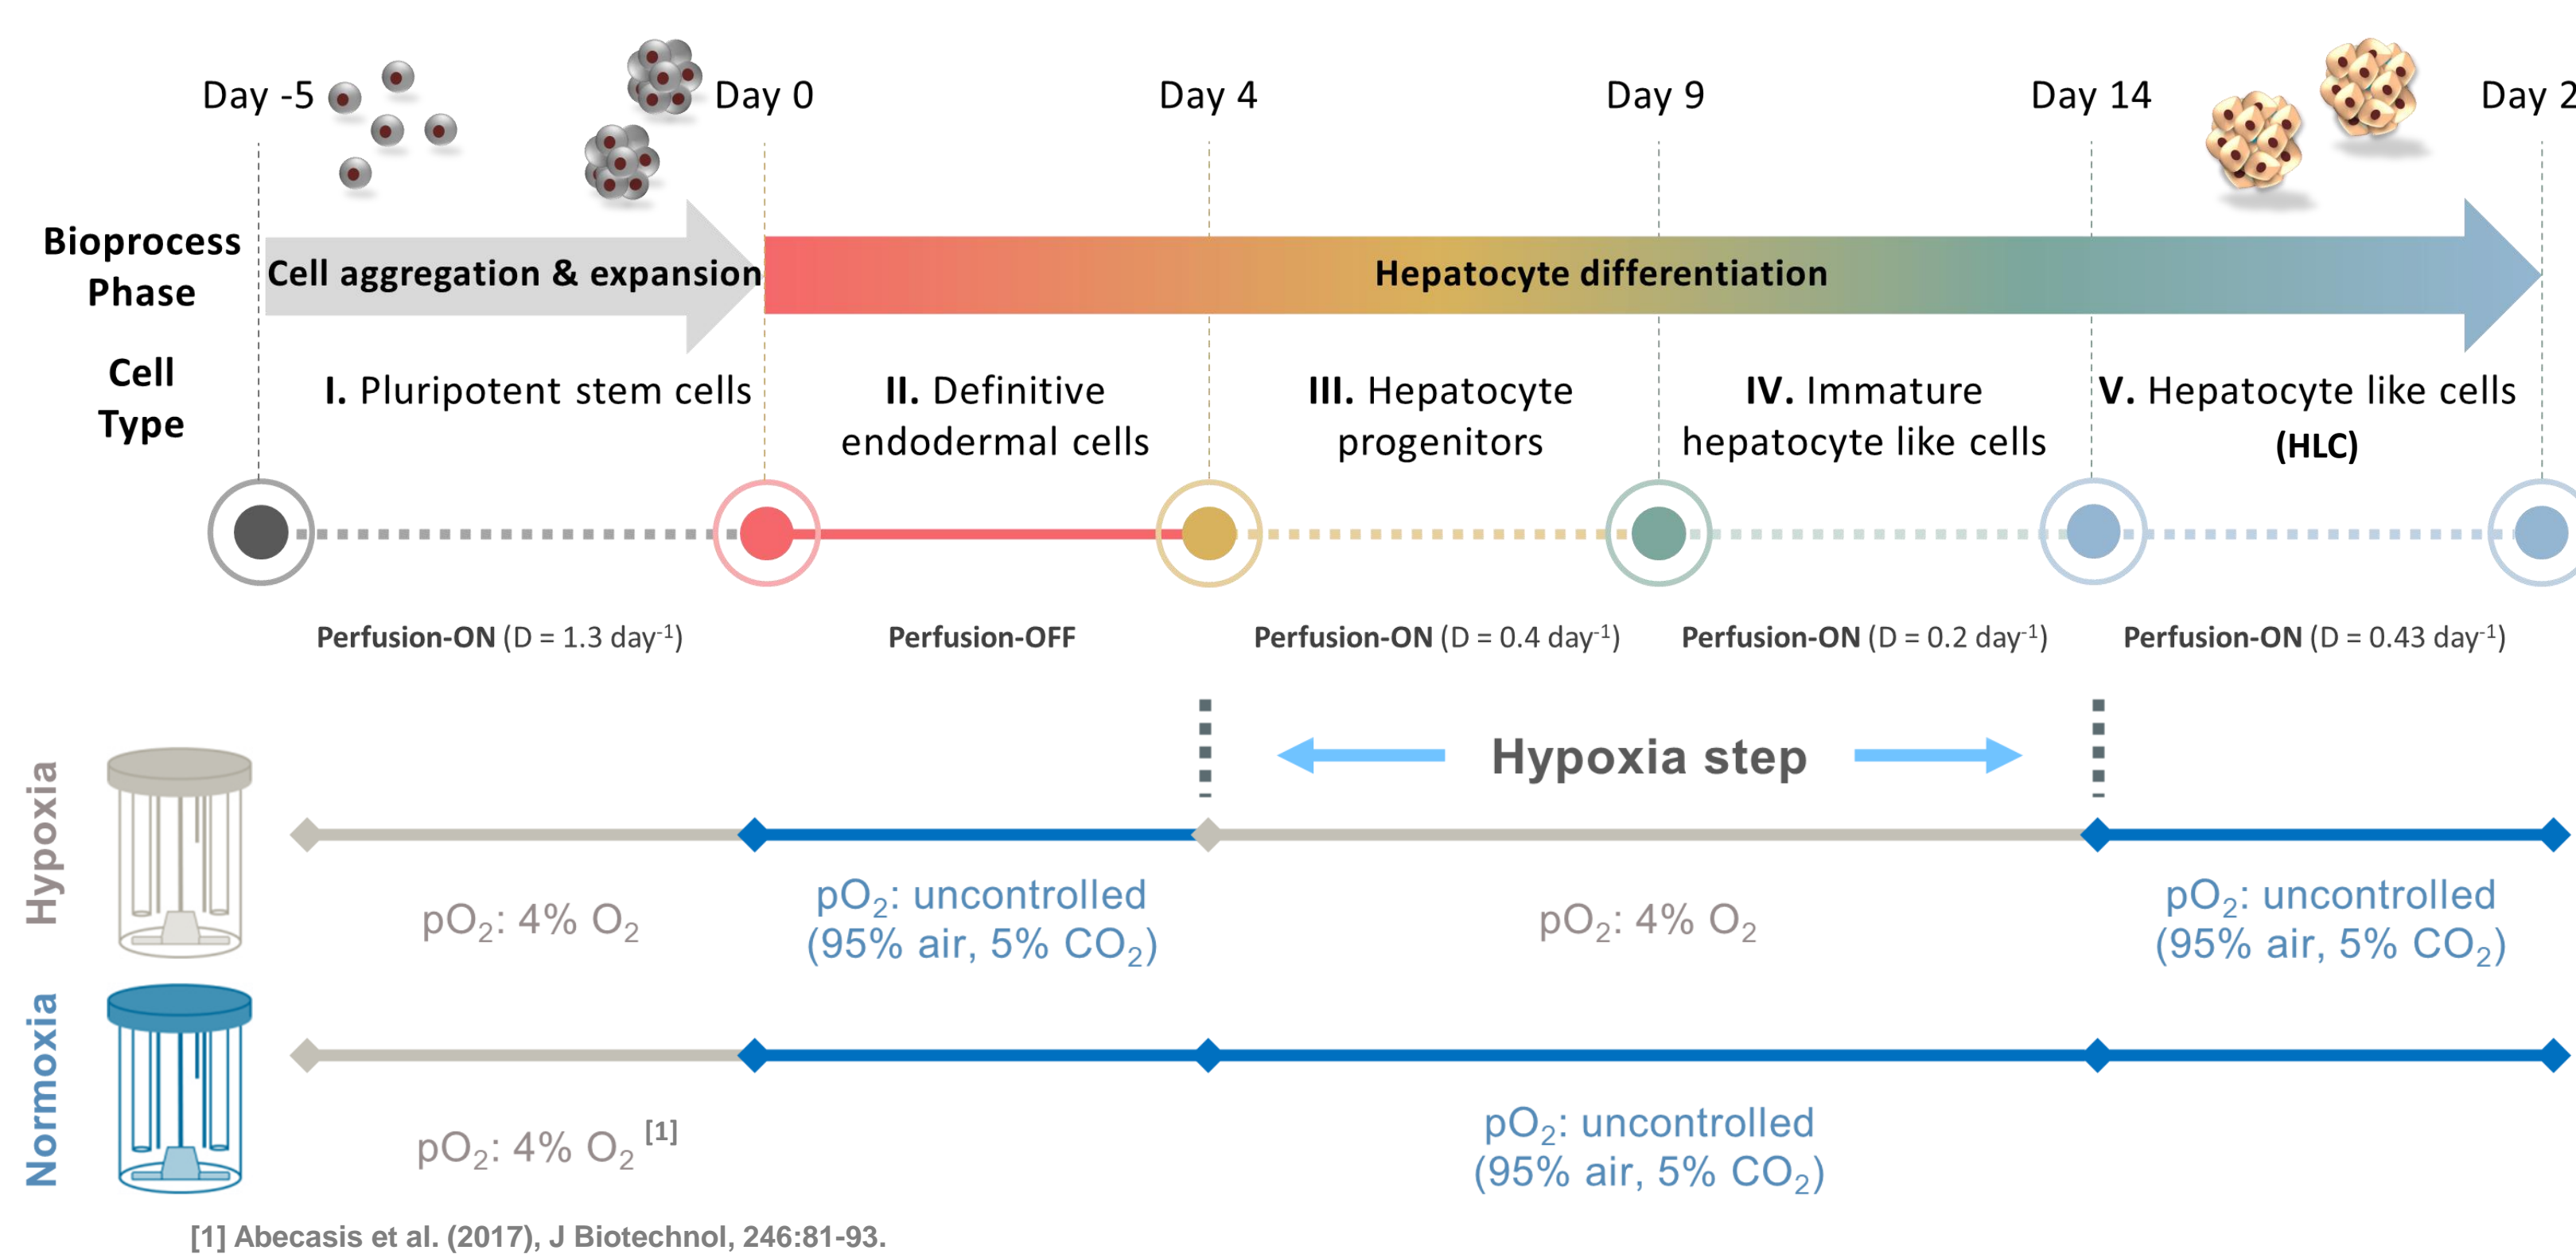 Day -5
Day 0
Day 4
Day 9
Day 14
Day 2
Bioprocess
Phase
Cell aggregation & expansion
Hepatocyte differentiation
Cell
Type
I. Pluripotent stem cells
II. Definitive
endodermal cells
III. Hepatocyte
progenitors
IV. Immature
hepatocyte like cells
V. Hepatocyte like cells
(HLC)
Perfusion-ON (D = 1.3 day⁻¹)
Perfusion-OFF
Perfusion-ON (D = 0.4 day⁻¹)
Perfusion-ON (D = 0.2 day⁻¹)
Perfusion-ON (D = 0.43 day⁻¹)
Hypoxia step
Hypoxia
pO₂: 4% O₂
pO₂: uncontrolled
(95% air, 5% CO₂)
pO₂: 4% O₂
pO₂: uncontrolled
(95% air, 5% CO₂)
Normoxia
pO₂: 4% O₂ [1]
pO₂: uncontrolled
(95% air, 5% CO₂)
[1] Abecasis et al. (2017), J Biotechnol, 246:81-93.